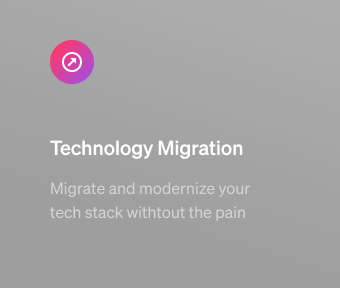 Technology Migration
Migrate and modernize your
tech stack withtout the pain